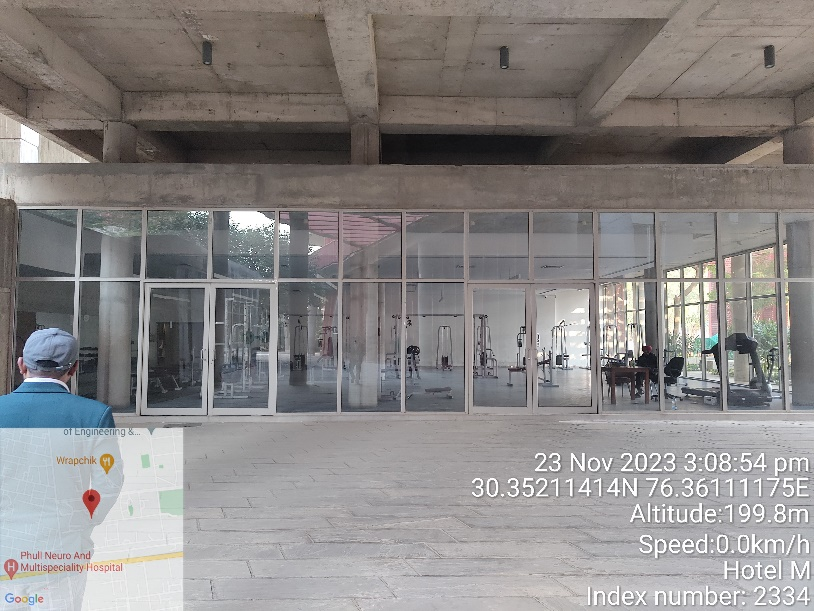 of Engineering &...
Wrapchik
Phull Neuro And
Multispeciality Hospital
Google
23 Nov 2023 3:08:54 pm
30.35211414N 76.36111175E
Altitude:199.8m
Speed:0.0km/h
Hotel M
Index number: 2334